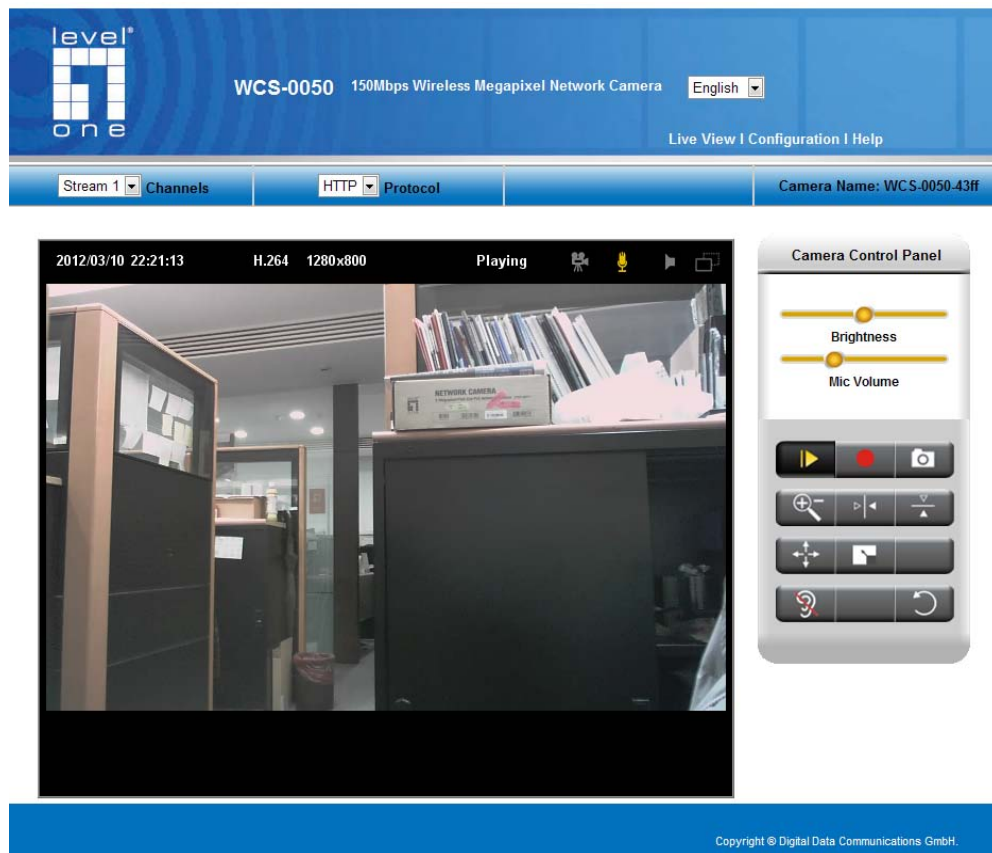 level®
one
WCS-0050 150Mbps Wireless Megapixel Network Camera English
Live View I Configuration I Help
Stream 1 Channels HTTP Protocol Camera Name: WCS-0050-43ff
2012/03/10 22:21:13 H.264 1280x800 Playing
Camera Control Panel
Brightness
Mic Volume
NETWORK CAMERA
Copyright © Digital Data Communications GmbH.